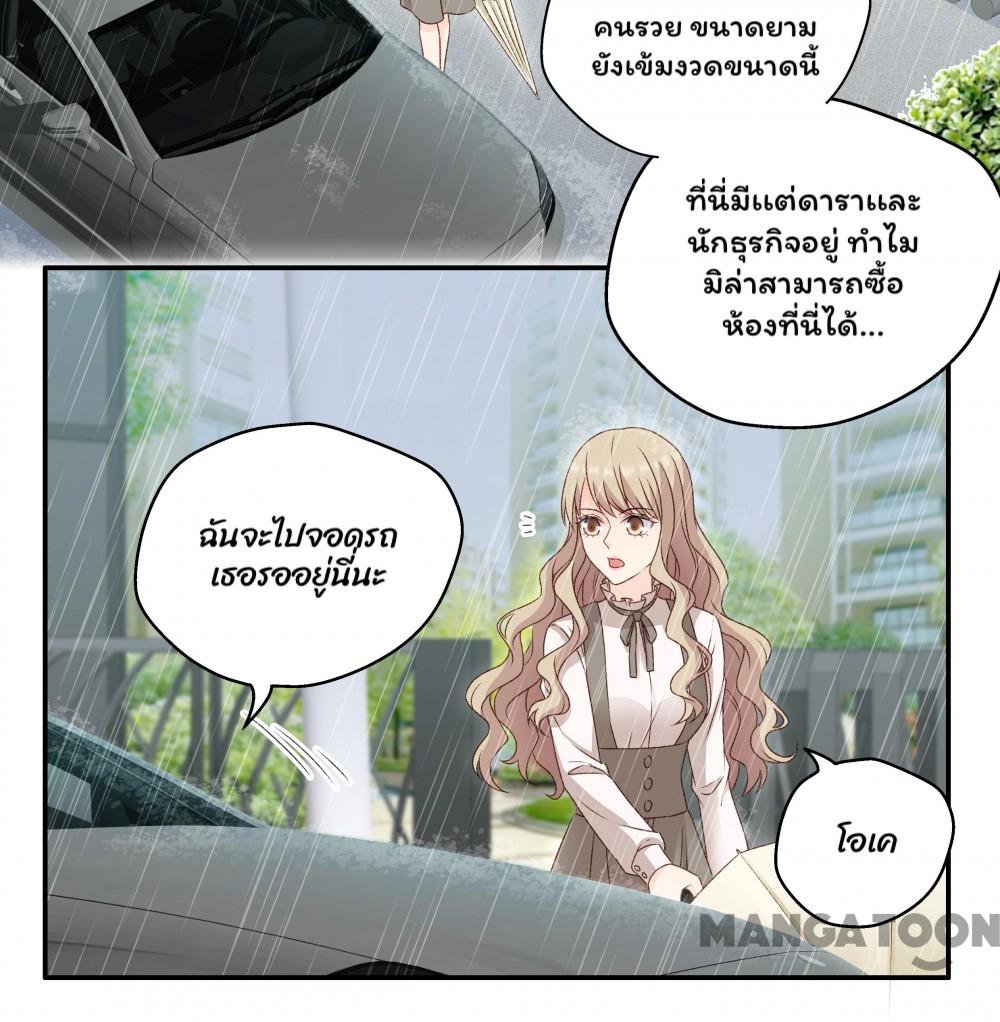 คนรวย ขนาดยาม
ยังเข้มงวดขนาดนี้
ที่นี่มีแต่ดาราและ
นักธุรกิจอยู่ ทำไม
มิล่าสามารถซื้อ
ห้องที่นี่ได้...
ฉันจะไปจอดรถ
เธอรออยู่นี่นะ
โอเค
MANGATOON